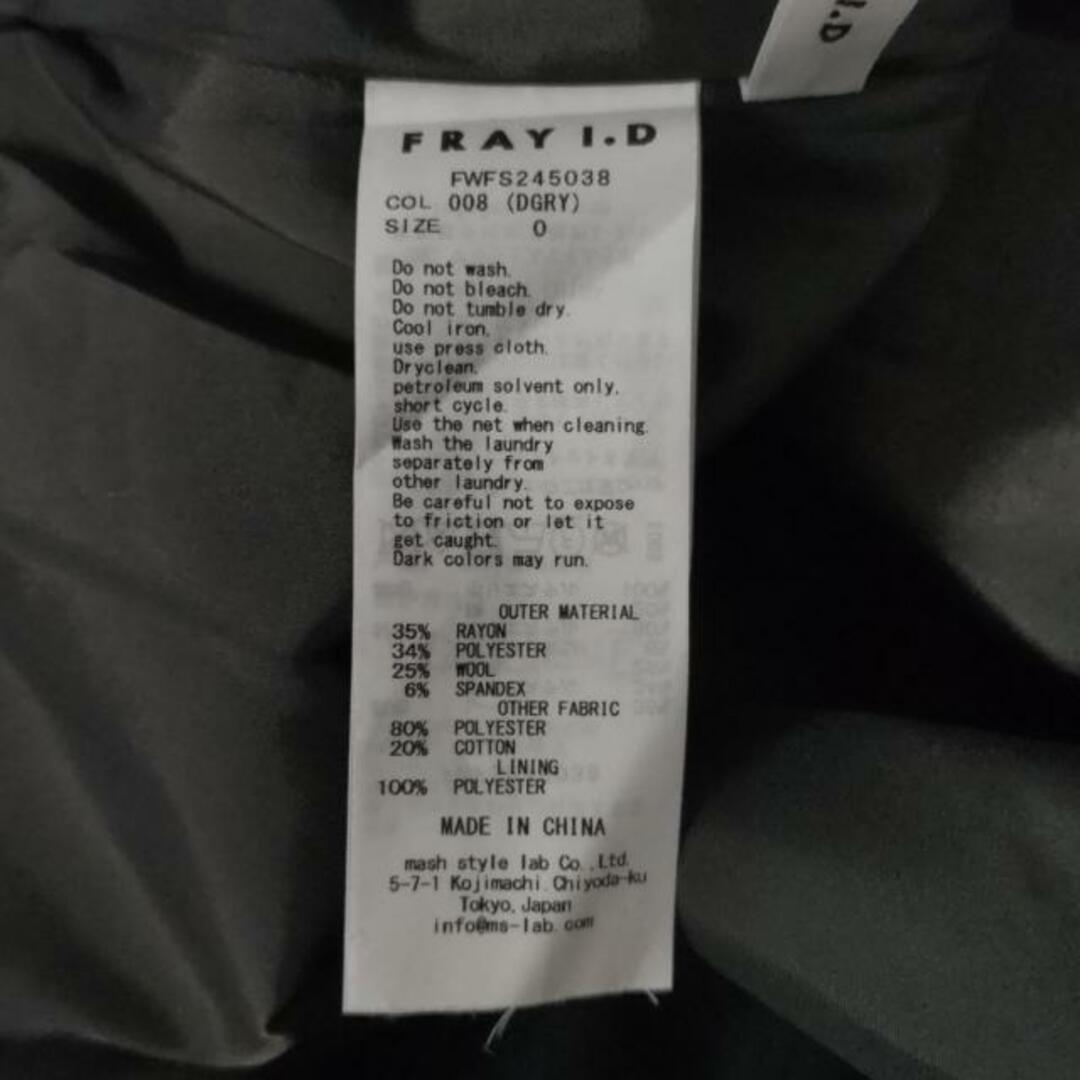 I.D
FRAY I.D
FWFS245038
COL 008 (DGRY)
SIZE 0
Do not wash.
Do not bleach.
Do not tumble dry.
Cool iron.
use press cloth.
Dryclean.
petroleum solvent only.
short cycle.
Use the net when cleaning.
Wash the laundry
separately from
other laundry.
Be careful not to expose
to friction or let it
get caught.
Dark colors may run.
OUTER MATERIAL
35% RAYON
34% POLYESTER
25% WOOL
6% SPANDEX
OTHER FABRIC
80% POLYESTER
20% COTTON
LINING
100% POLYESTER
MADE IN CHINA
mash style lab Co.,Ltd.
5-7-1 Kojimachi Chiyoda-ku
Tokyo, Japan
info@ms-lab.com